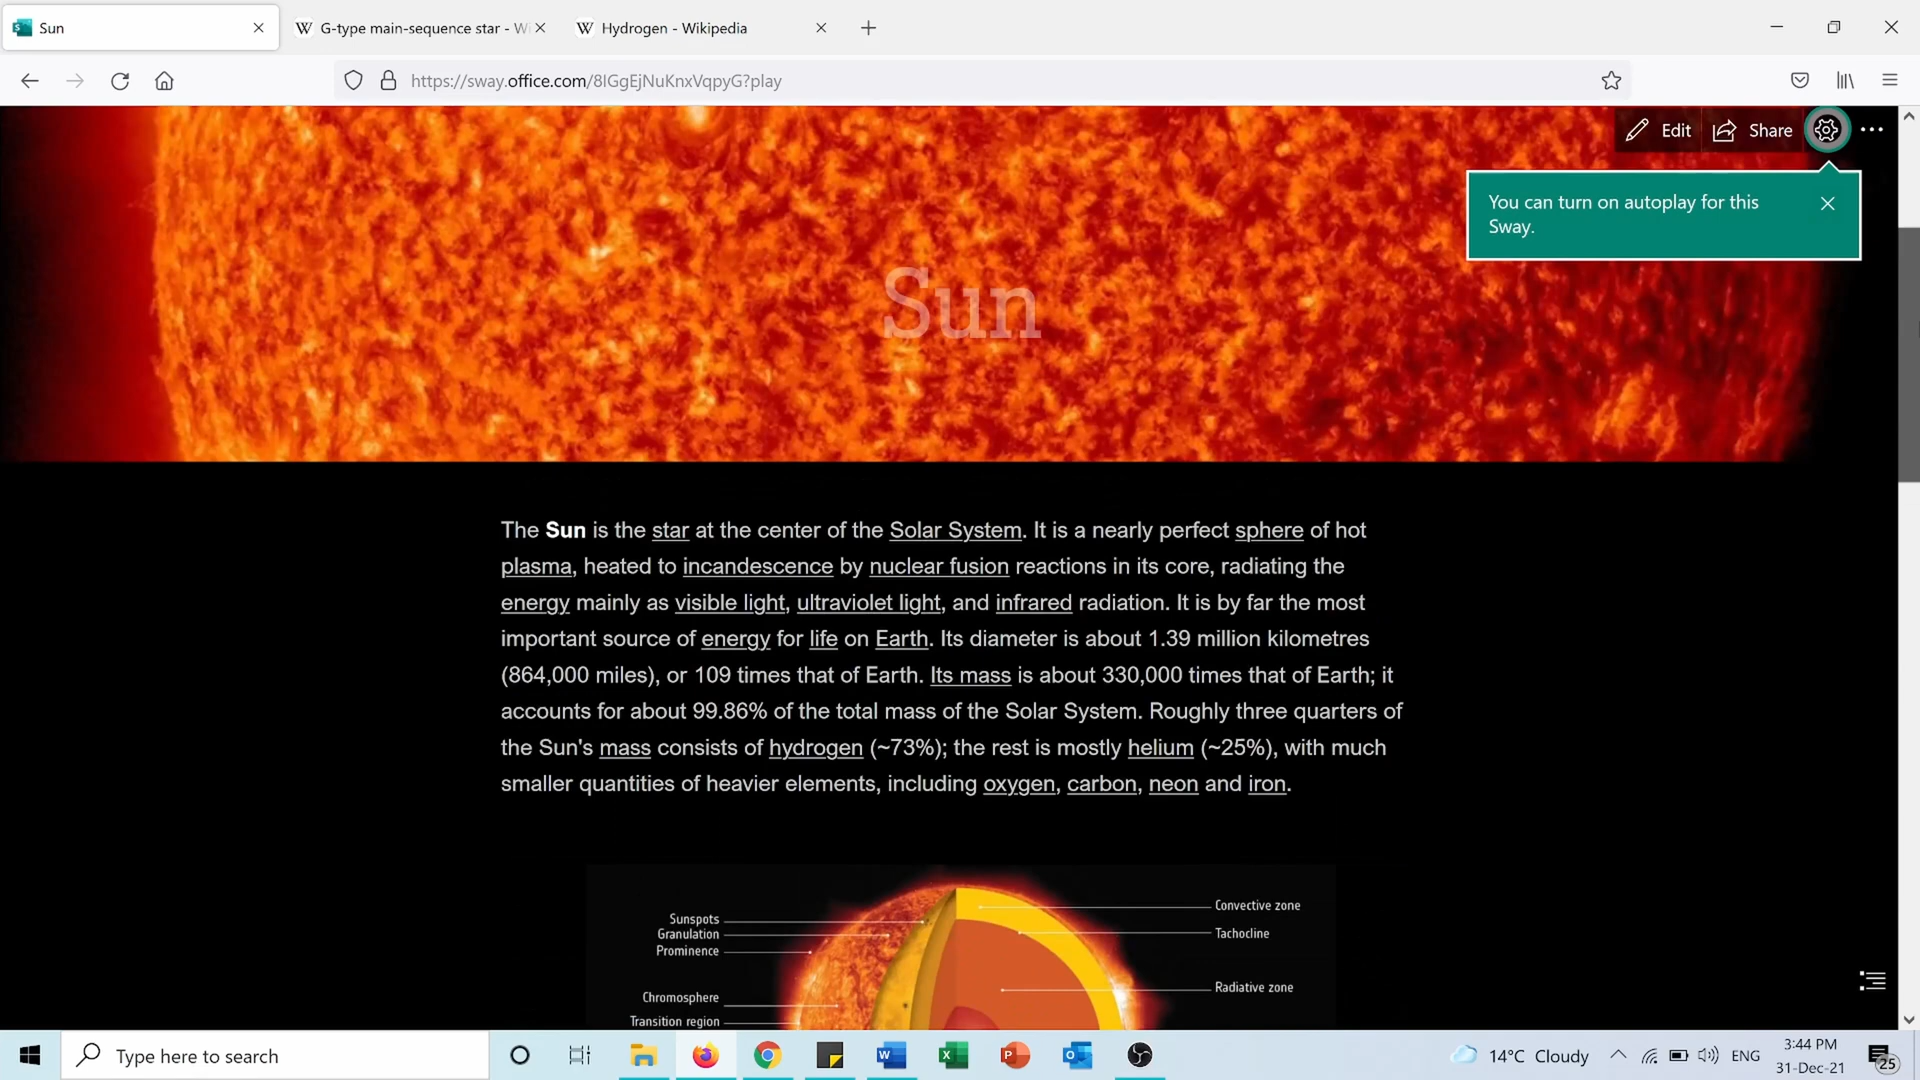 Sun
G-type main-sequence star - Wi
Hydrogen - Wikipedia
https://sway.office.com/8IGgEjNuKnxVqpyG?play
Edit
Share
You can turn on autoplay for this
Sway.
Sun
The Sun is the star at the center of the Solar System. It is a nearly perfect sphere of hot
plasma, heated to incandescence by nuclear fusion reactions in its core, radiating the
energy mainly as visible light, ultraviolet light, and infrared radiation. It is by far the most
important source of energy for life on Earth. Its diameter is about 1.39 million kilometres
(864,000 miles), or 109 times that of Earth. Its mass is about 330,000 times that of Earth; it
accounts for about 99.86% of the total mass of the Solar System. Roughly three quarters of
the Sun's mass consists of hydrogen (~73%); the rest is mostly helium (~25%), with much
smaller quantities of heavier elements, including oxygen, carbon, neon and iron.
Sunspots
Granulation
Prominence
Chromosphere
Transition region
Convective zone
Tachocline
Radiative zone
Type here to search
14°C Cloudy
ENG
3:44 PM
31-Dec-21
25